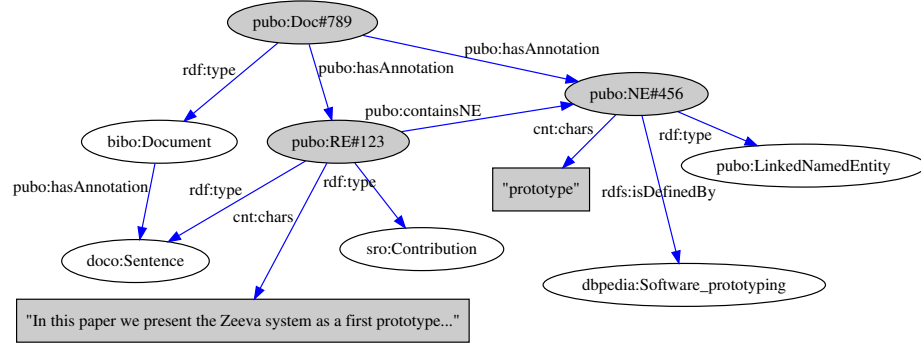 pubo:Doc#789
pubo:hasAnnotation
rdf:type
pubo:hasAnnotation
pubo:NE#456
pubo:containsNE
cnt:chars
rdf:type
bibo:Document
pubo:RE#123
pubo:LinkedNamedEntity
pubo:hasAnnotation
rdf:type
rdf:type
"prototype"
rdfs:isDefinedBy
cnt:chars
doco:Sentence
sro:Contribution
dbpedia:Software_prototyping
"In this paper we present the Zeeva system as a first prototype..."